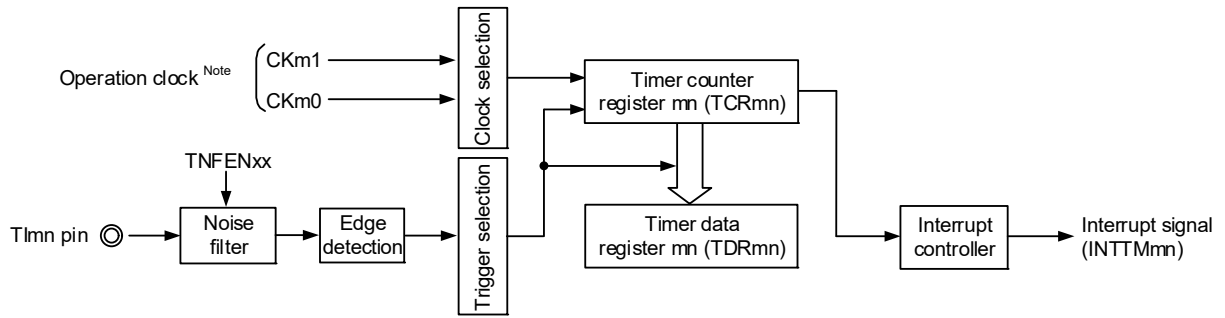 Operation clock Note
CKm1
CKm0
Clock selection
Timer counter
register mn (TCRmn)
TNFENxx
TImn pin
Noise
filter
Edge
detection
Trigger selection
Timer data
register mn (TDRmn)
Interrupt
controller
Interrupt signal
(INTTMmn)